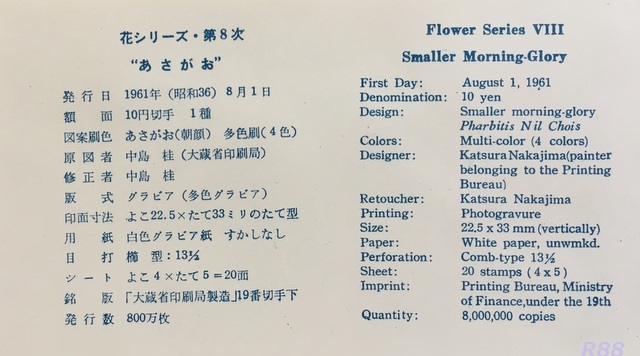 花シリーズ・第8次
“あさがお”
発行日 1961年（昭和36）8月1日
額面 10円切手 1種
図案刷色 あさがお（朝顔） 多色刷（4色）
原図者 中島 桂（大蔵省印刷局）
修正者 中島 桂
版式 グラビア（多色グラビア）
印面寸法 よこ22.5×たて33ミリのたて型
用紙 白色グラビア紙 すかしなし
目打 櫛型：13½
シート よこ4×たて5＝20面
銘版 「大蔵省印刷局製造」19番切手下
発行数 800万枚
Flower Series VIII
Smaller Morning-Glory
First Day: August 1, 1961
Denomination: 10 yen
Design: Smaller morning-glory
Pharbitis Nil Chois
Colors: Multi-color (4 colors)
Designer: Katsura Nakajima(painter
belonging to the Printing
Bureau)
Retoucher: Katsura Nakajima
Printing: Photogravure
Size: 22.5 x 33 mm (vertically)
Paper: White paper, unwmkd.
Perforation: Comb-type 13½
Sheet: 20 stamps ( 4 x 5 )
Imprint: Printing Bureau, Ministry
of Finance,under the 19th
Quantity: 8,000,000 copies
R88